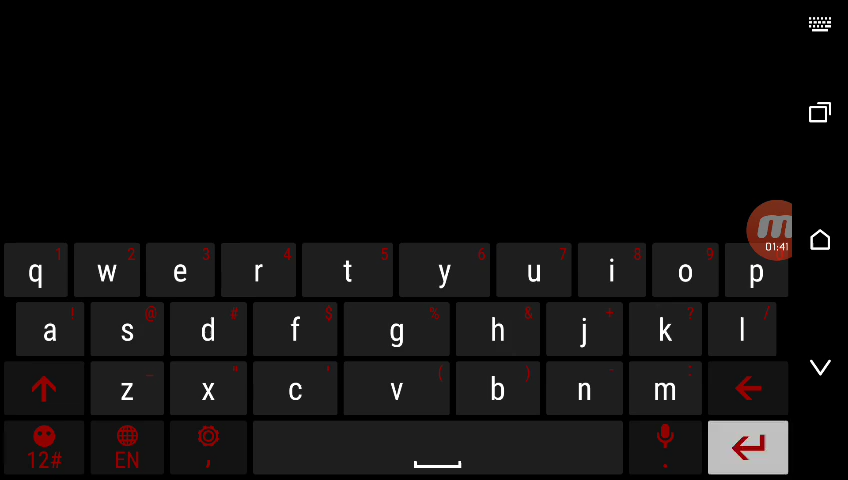 1 2 3 4 5 6 7 8 9
q w e r t y u i o p
01:41
! @ # $ % & + ? /
a s d f g h j k l
_ " ' ( ) - :
z x c v b n m
12# EN , .